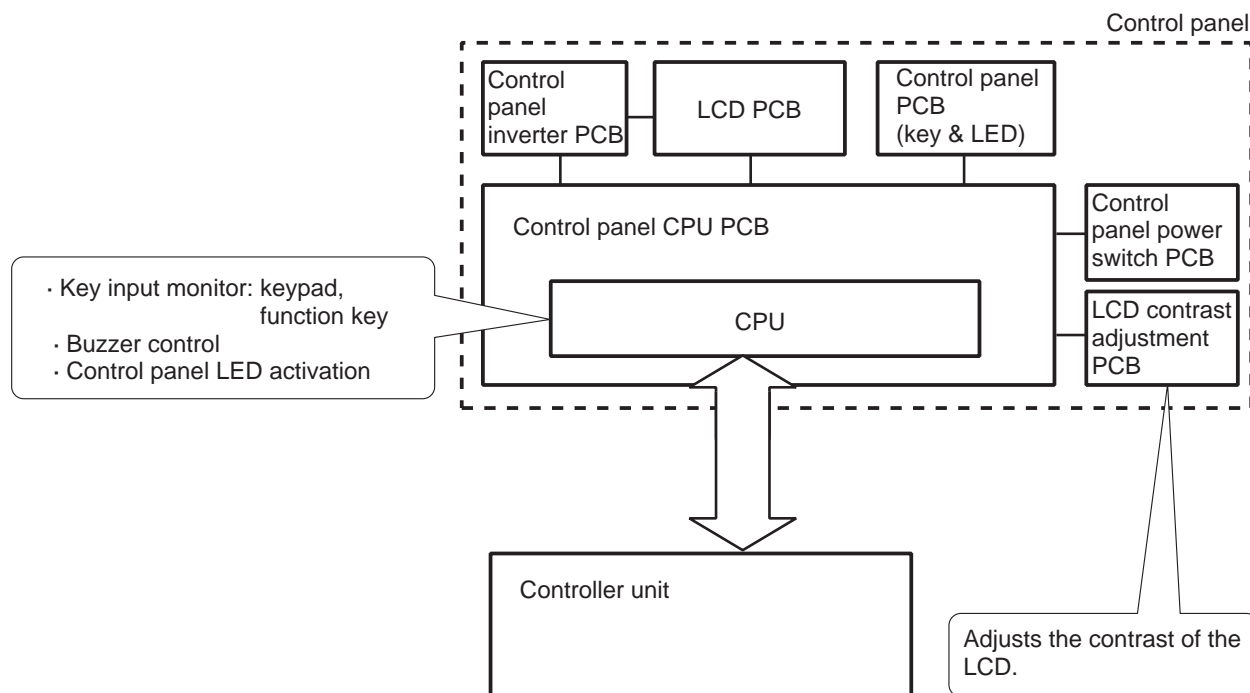 Control panel
Control
panel
inverter PCB
LCD PCB
Control panel
PCB
(key & LED)
Control panel CPU PCB
Control
panel power
switch PCB
· Key input monitor: keypad,
function key
· Buzzer control
· Control panel LED activation
CPU
LCD contrast
adjustment
PCB
Controller unit
Adjusts the contrast of the
LCD.